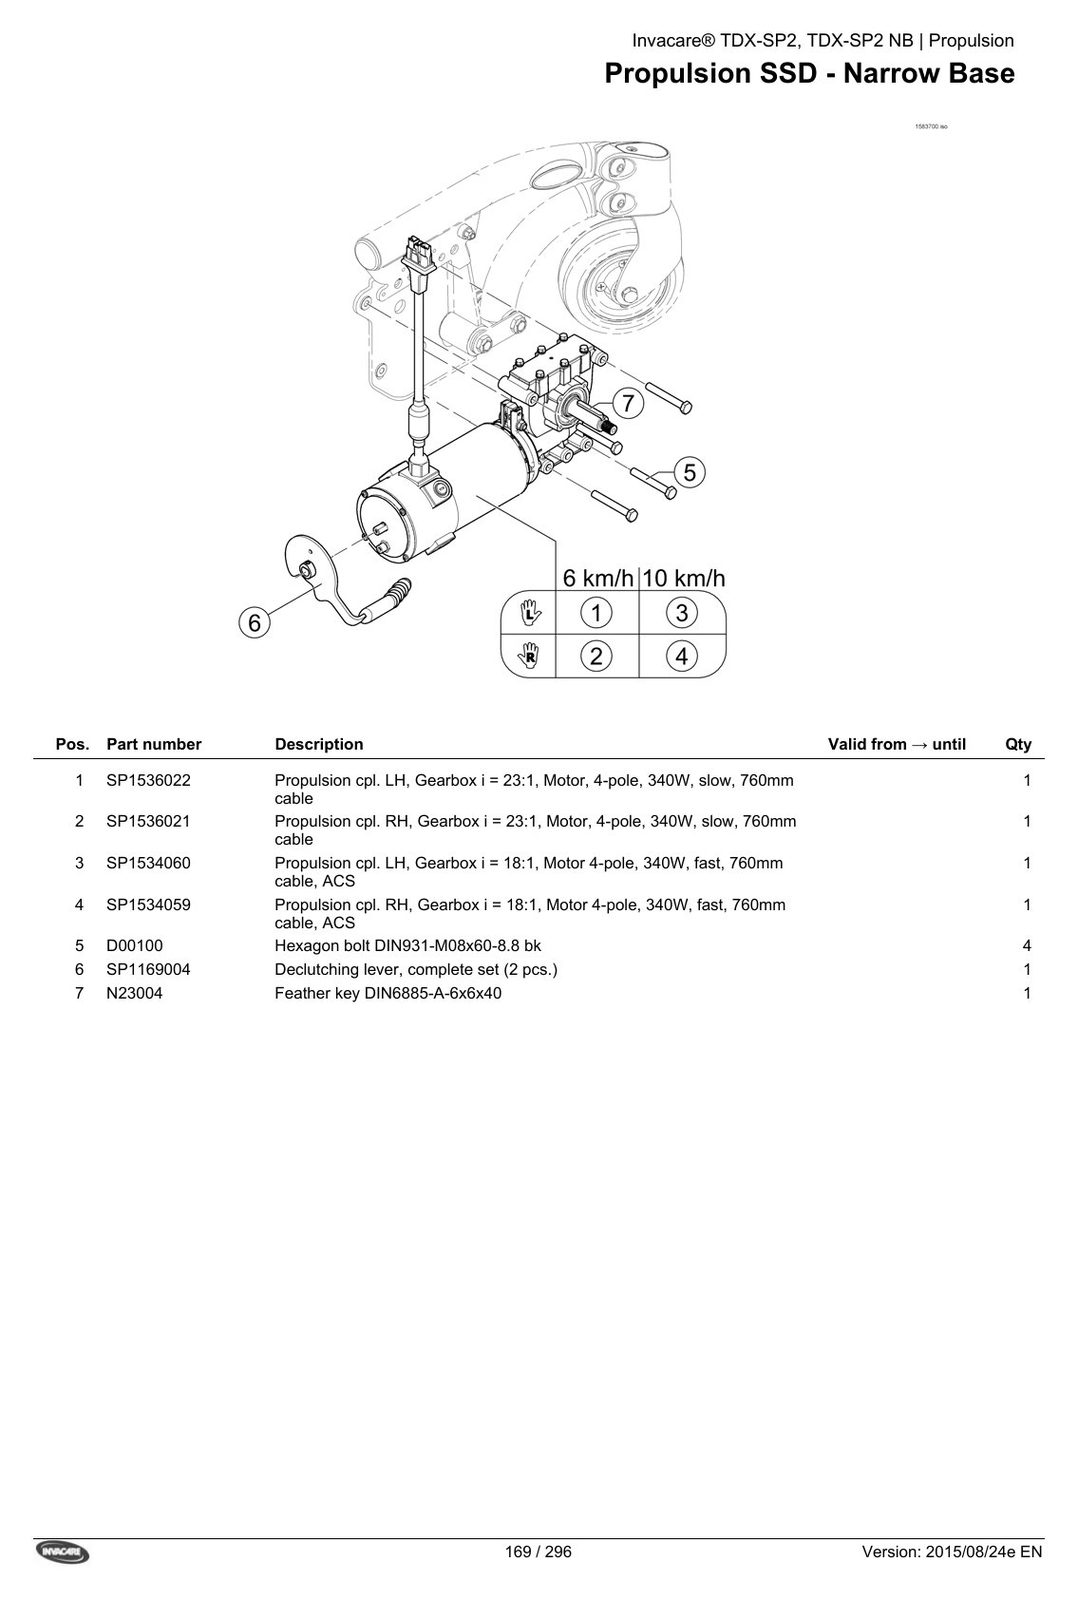 Invacare® TDX-SP2, TDX-SP2 NB | Propulsion
Propulsion SSD - Narrow Base
1583700.iso
7
5
6
6 km/h 10 km/h
L 1 3
R 2 4
Pos. Part number Description Valid from → until Qty
1 SP1536022 Propulsion cpl. LH, Gearbox i = 23:1, Motor, 4-pole, 340W, slow, 760mm 1
cable
2 SP1536021 Propulsion cpl. RH, Gearbox i = 23:1, Motor, 4-pole, 340W, slow, 760mm 1
cable
3 SP1534060 Propulsion cpl. LH, Gearbox i = 18:1, Motor 4-pole, 340W, fast, 760mm 1
cable, ACS
4 SP1534059 Propulsion cpl. RH, Gearbox i = 18:1, Motor 4-pole, 340W, fast, 760mm 1
cable, ACS
5 D00100 Hexagon bolt DIN931-M08x60-8.8 bk 4
6 SP1169004 Declutching lever, complete set (2 pcs.) 1
7 N23004 Feather key DIN6885-A-6x6x40 1
INVACARE 169 / 296 Version: 2015/08/24e EN